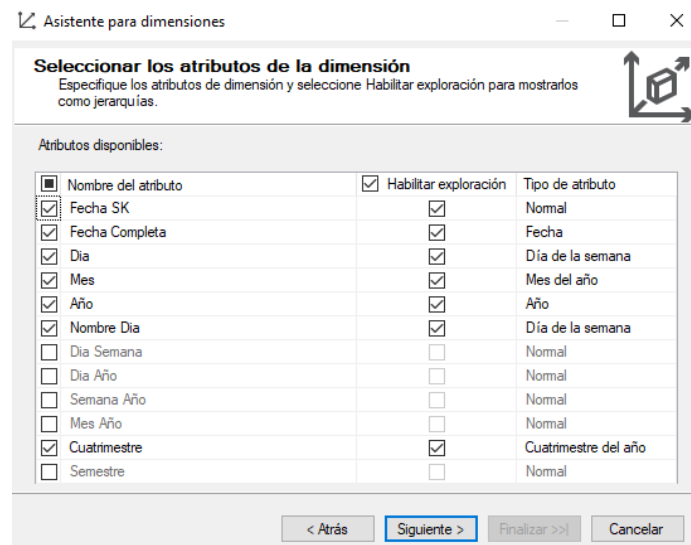 Asistente para dimensiones
Seleccionar los atributos de la dimensión
Especifique los atributos de dimensión y seleccione Habilitar exploración para mostrarlos
como jerarquías.
Atributos disponibles:
Nombre del atributo Habilitar exploración Tipo de atributo
Fecha SK Normal
Fecha Completa Fecha
Dia Día de la semana
Mes Mes del año
Año Año
Nombre Dia Día de la semana
Dia Semana Normal
Dia Año Normal
Semana Año Normal
Mes Año Normal
Cuatrimestre Cuatrimestre del año
Semestre Normal
< Atrás Siguiente > Finalizar >>| Cancelar